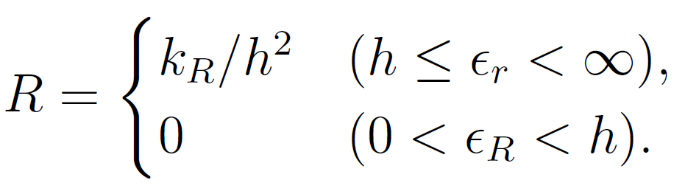 R = { k_R/h^2 (h ≤ ϵ_r < ∞),
0 (0 < ϵ_R < h).